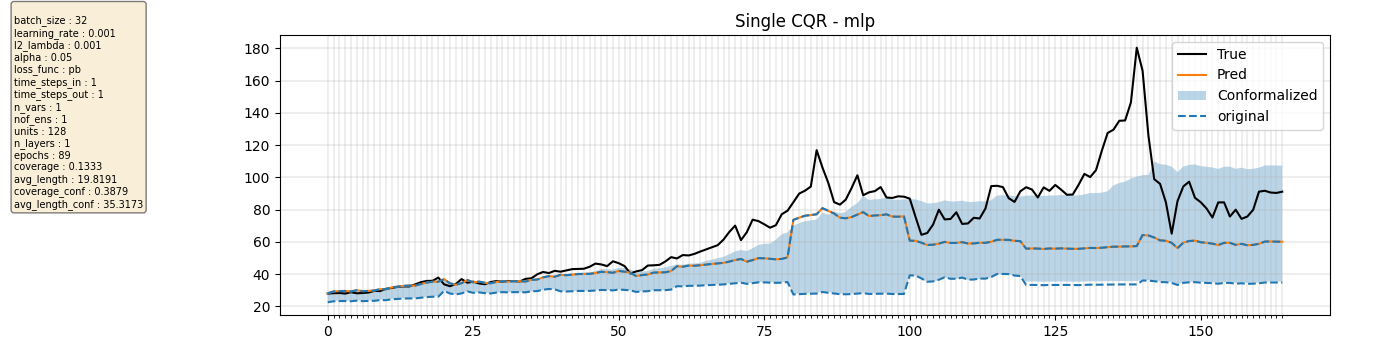 batch_size : 32
learning_rate : 0.001
l2_lambda : 0.001
alpha : 0.05
loss_func : pb
time_steps_in : 1
time_steps_out : 1
n_vars : 1
nof_ens : 1
units : 128
n_layers : 1
epochs : 89
coverage : 0.1333
avg_length : 19.8191
coverage_conf : 0.3879
avg_length_conf : 35.3173
Single CQR - mlp
180
160
140
120
100
80
60
40
20
True
Pred
Conformalized
original
0 25 50 75 100 125 150